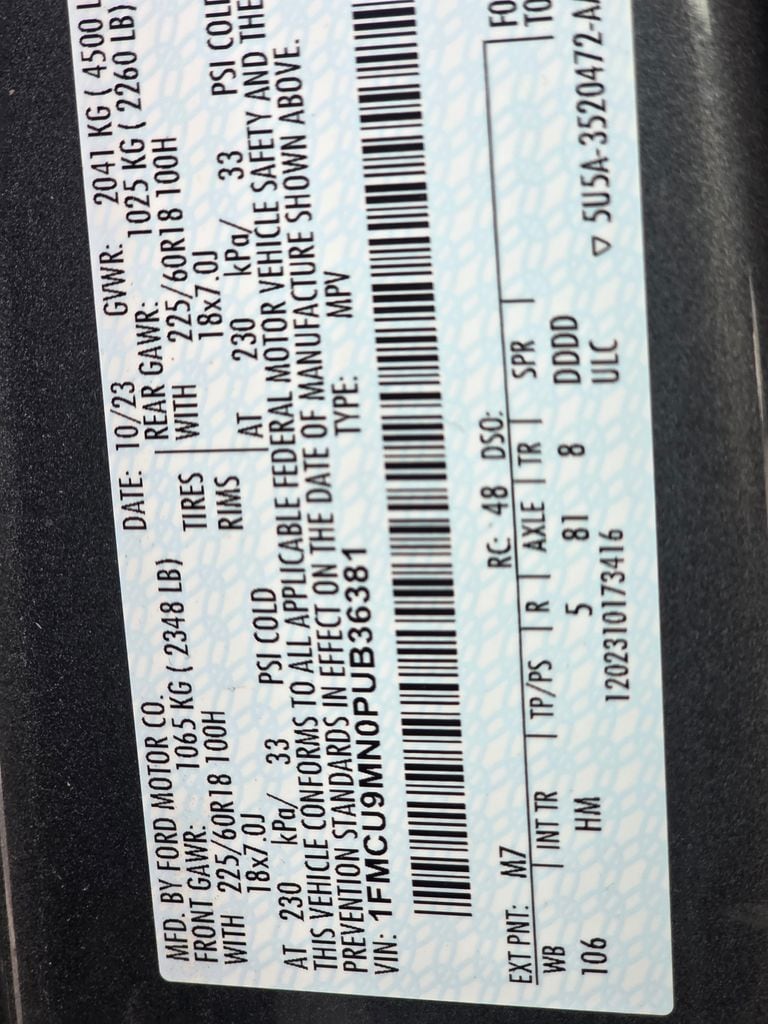 MFD. BY FORD MOTOR CO. DATE: 10/23 GVWR: 2041 KG ( 4500 L
FRONT GAWR: 1065 KG ( 2348 LB) REAR GAWR: 1025 KG ( 2260 LB)
WITH 225/60R18 100H TIRES WITH 225/60R18 100H
18x7.0J RIMS 18x7.0J
AT 230 kPa/ 33 PSI COLD AT 230 kPa/ 33 PSI COLD
THIS VEHICLE CONFORMS TO ALL APPLICABLE FEDERAL MOTOR VEHICLE SAFETY AND THE
PREVENTION STANDARDS IN EFFECT ON THE DATE OF MANUFACTURE SHOWN ABOVE.
VIN: 1FMCU9MN0PUB36381 TYPE: MPV
EXT PNT: M7 RC: 48 DSO: FO
WB | INT TR | TP/PS | R | AXLE | TR | SPR | TO
106 HM 5 81 8 DDDD
1202310173416 ULC ▽ 5U5A-3520472-A